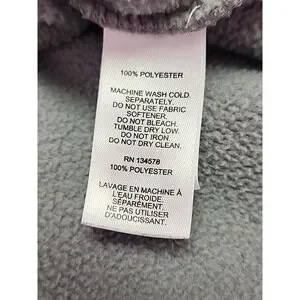 100% POLYESTER
MACHINE WASH COLD.
SEPARATELY.
DO NOT USE FABRIC
SOFTENER.
DO NOT BLEACH.
TUMBLE DRY LOW.
DO NOT IRON.
DO NOT DRY CLEAN.
RN 134578
100% POLYESTER
LAVAGE EN MACHINE À
L'EAU FROIDE.
SÉPARÉMENT.
NE PAS UTILISER
D'ADOUCISSANT.